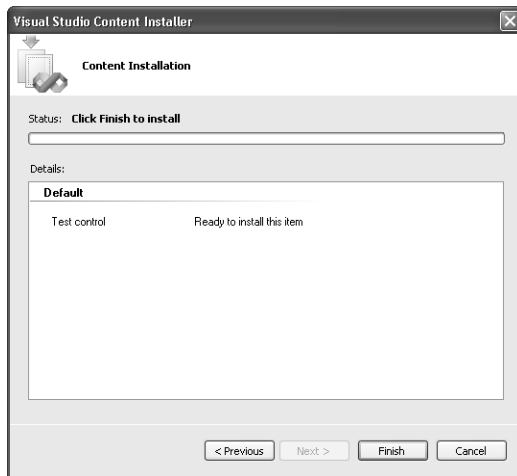 Visual Studio Content Installer
Content Installation
Status: Click Finish to install
Details:
Default
Test control Ready to install this item
< Previous Next > Finish Cancel